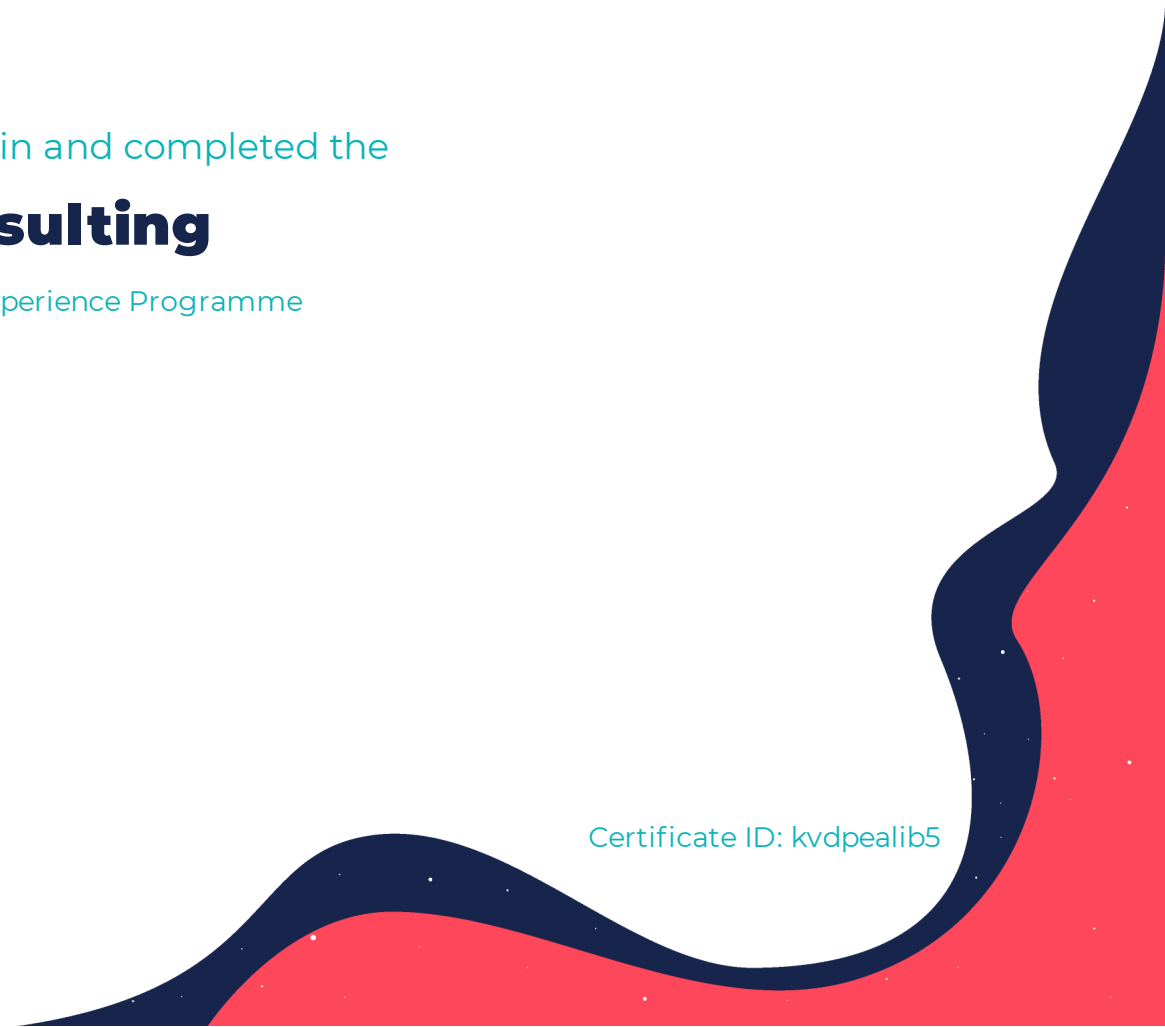 in and completed the
sulting
perience Programme
Certificate ID: kvdpealib5